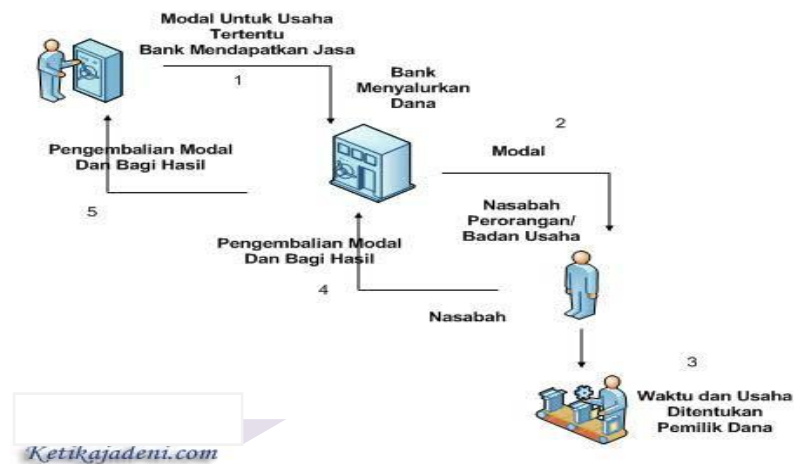 Modal Untuk Usaha
Tertentu
Bank Mendapatkan Jasa
1
Bank
Menyalurkan
Dana
2
Modal
Pengembalian Modal
Dan Bagi Hasil
5
Nasabah
Perorangan/
Badan Usaha
Pengembalian Modal
Dan Bagi Hasil
4
Nasabah
3
Waktu dan Usaha
Ditentukan
Pemilik Dana
Ketikajadeni.com